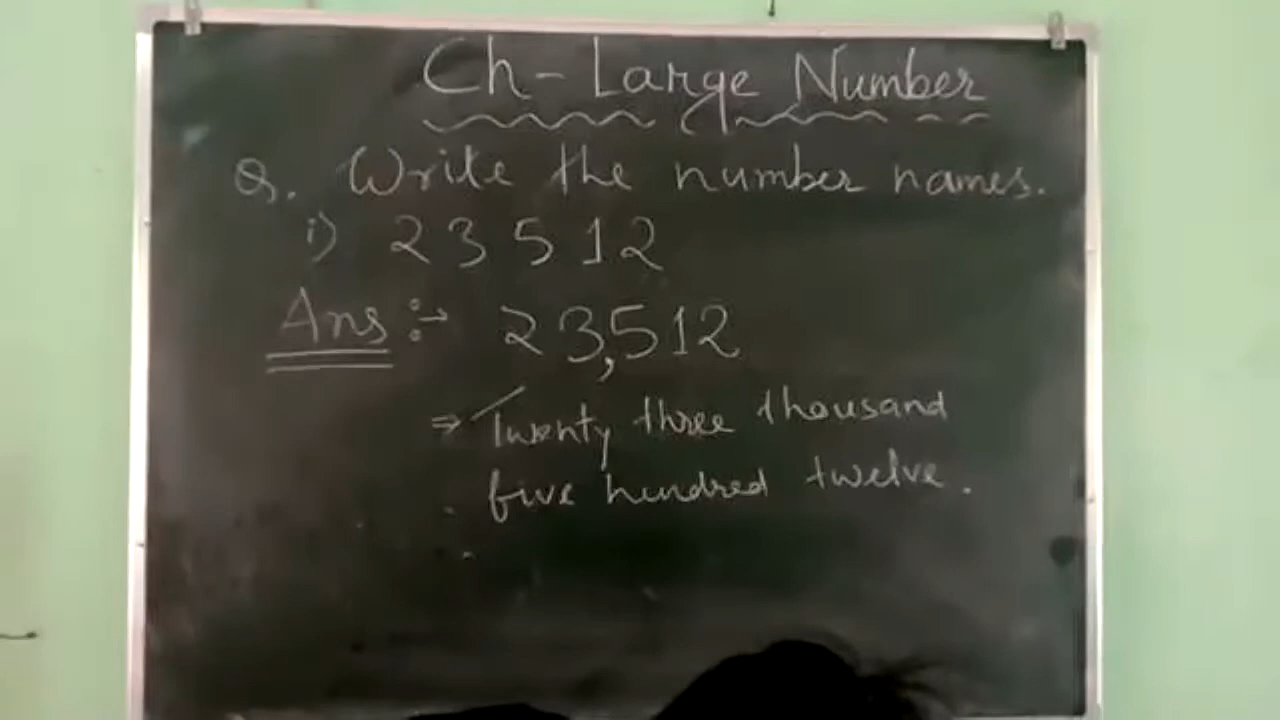 Ch- Large Number
Q. Write the number names.
i) 23512
Ans :→ 23,512
⇒ Twenty three thousand
five hundred twelve.